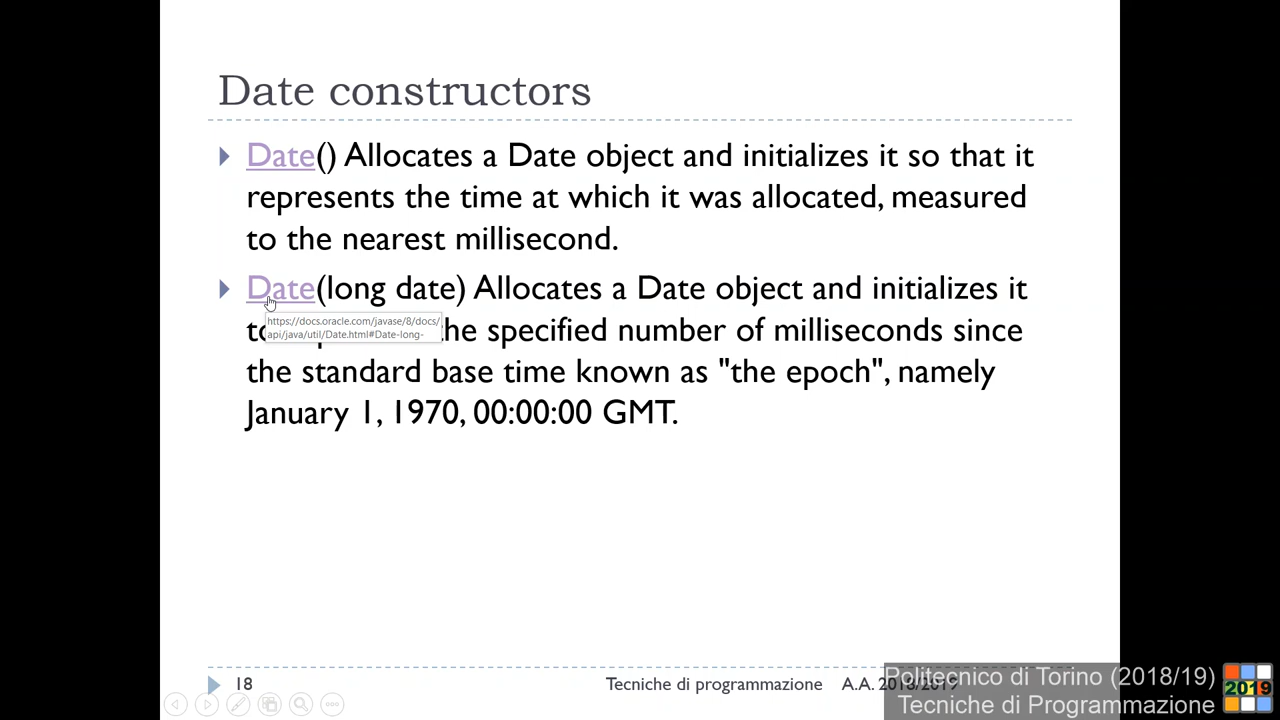 Date constructors
Date() Allocates a Date object and initializes it so that it
represents the time at which it was allocated, measured
to the nearest millisecond.
Date(long date) Allocates a Date object and initializes it
to the specified number of milliseconds since
https://docs.oracle.com/javase/8/docs/
api/java/util/Date.html#Date-long-
the standard base time known as "the epoch", namely
January 1, 1970, 00:00:00 GMT.
18 Tecniche di programmazione A.A. 2018/2019
Politecnico di Torino (2018/19)
Tecniche di Programmazione
2019